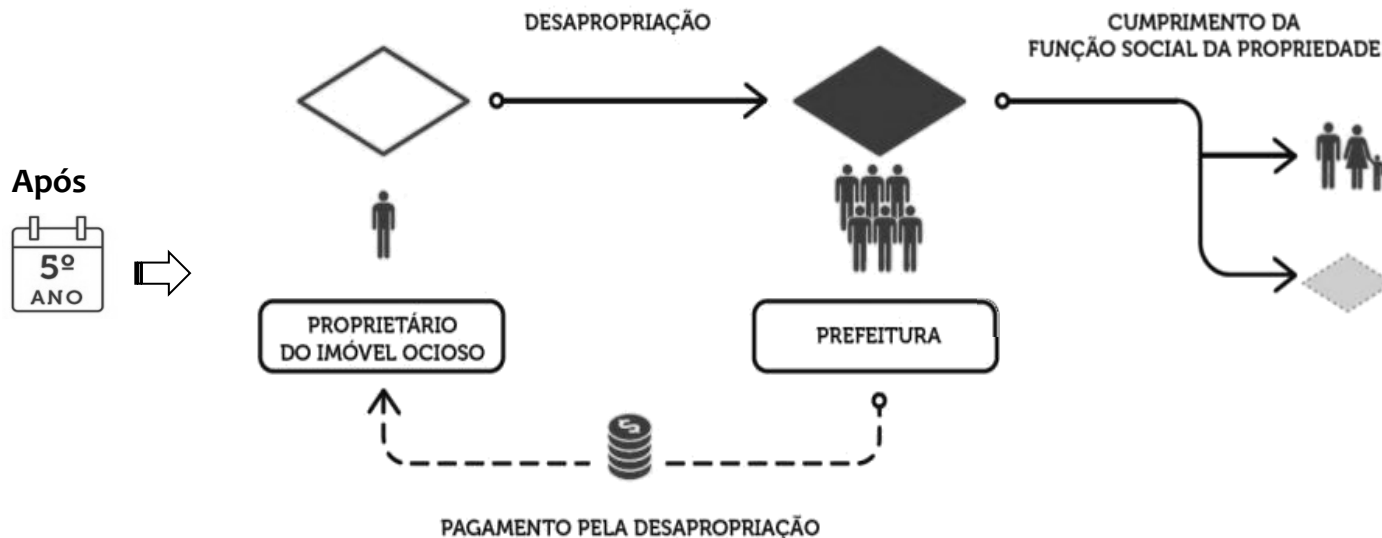 DESAPROPRIAÇÃO
CUMPRIMENTO DA
FUNÇÃO SOCIAL DA PROPRIEDADE
Após
5º
ANO
PROPRIETÁRIO
DO IMÓVEL OCIOSO
PREFEITURA
$
PAGAMENTO PELA DESAPROPRIAÇÃO